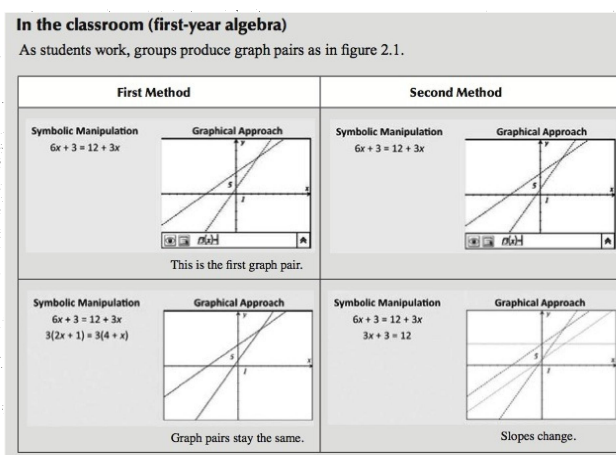 In the classroom (first-year algebra)
As students work, groups produce graph pairs as in figure 2.1.
First Method
Second Method
Symbolic Manipulation
6x + 3 = 12 + 3x
Graphical Approach
y
5
1
x
This is the first graph pair.
Symbolic Manipulation
6x + 3 = 12 + 3x
Graphical Approach
y
5
1
x
Symbolic Manipulation
6x + 3 = 12 + 3x
3(2x + 1) = 3(4 + x)
Graphical Approach
y
5
1
x
Graph pairs stay the same.
Symbolic Manipulation
6x + 3 = 12 + 3x
3x + 3 = 12
Graphical Approach
y
5
1
x
Slopes change.